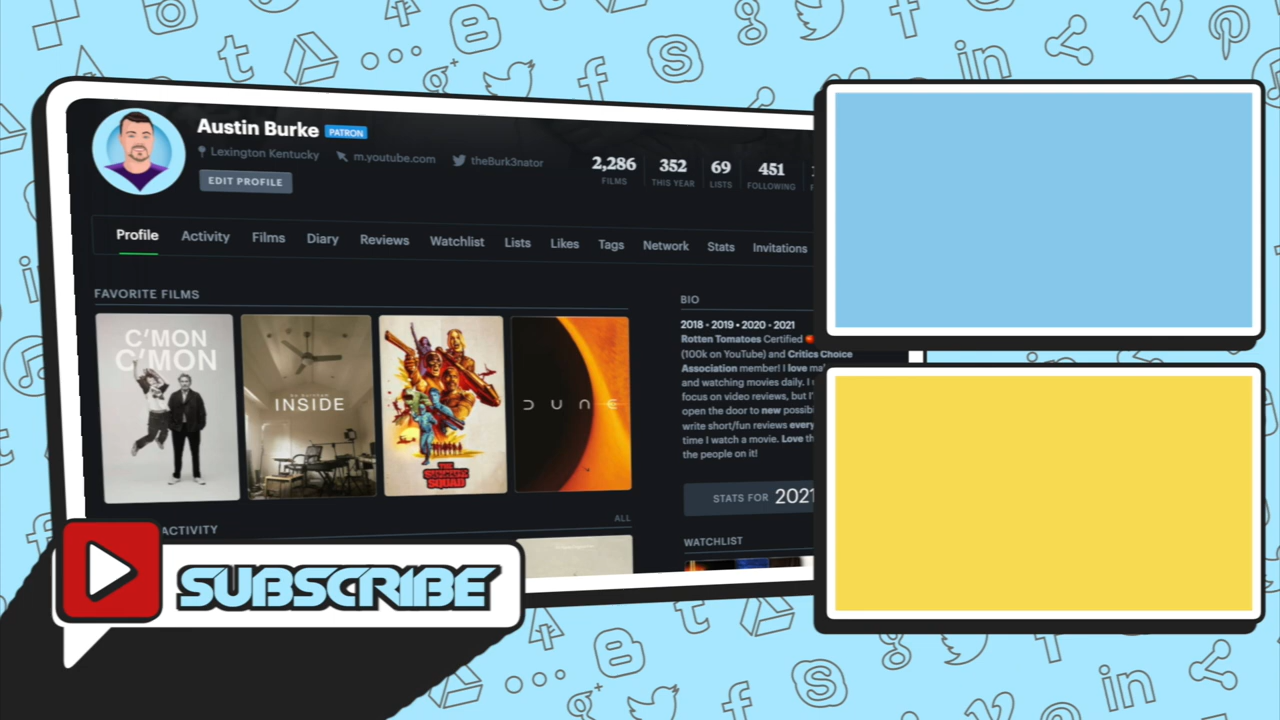 Austin Burke PATRON
Lexington Kentucky m.youtube.com theBurk3nator
EDIT PROFILE
2,286 352 69 451
FILMS THIS YEAR LISTS FOLLOWING
Profile Activity Films Diary Reviews Watchlist Lists Likes Tags Network Stats Invitations
FAVORITE FILMS
C'MON
C'MON
INSIDE
THE
SUICIDE
SQUAD
DUNE
BIO
2018 • 2019 • 2020 • 2021
Rotten Tomatoes Certified
(100k on YouTube) and Critics Choice
Association member! I love
and watching movies daily. I
focus on video reviews, but
open the door to new
write short/fun reviews
time I watch a movie. Love
the people on it!
STATS FOR 2021
WATCHLIST
ACTIVITY
ALL
SUBSCRIBE